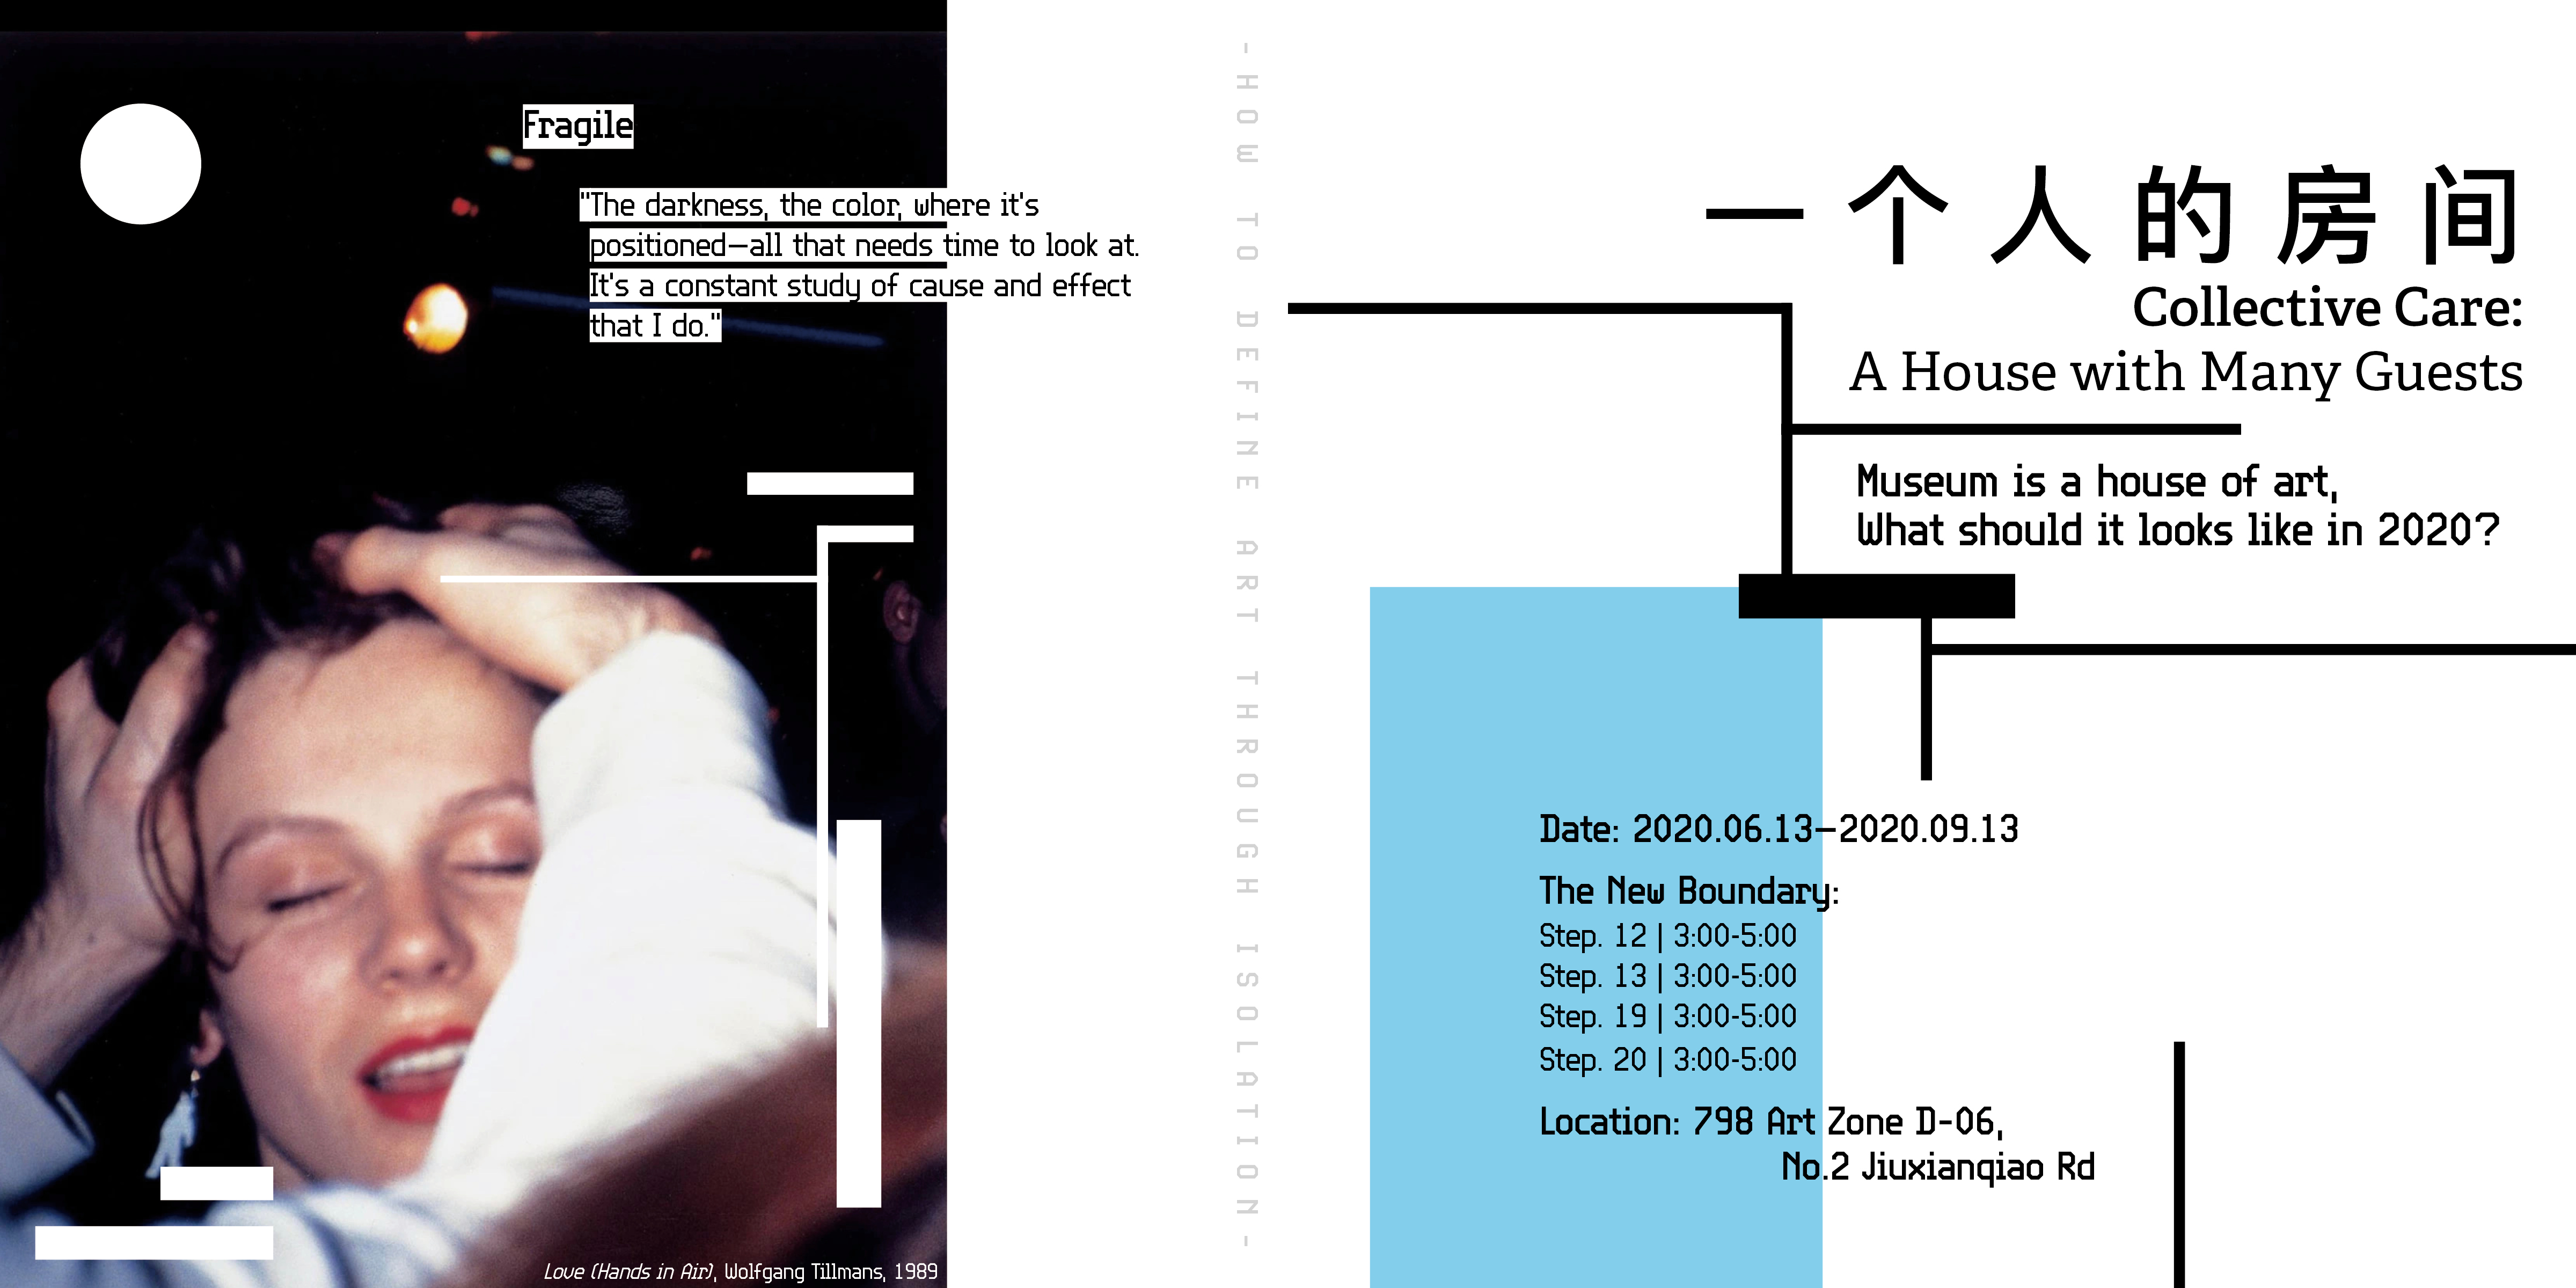 Fragile
"The darkness, the color, where it's
positioned—all that needs time to look at.
It's a constant study of cause and effect
that I do."
Love (Hands in Air), Wolfgang Tillmans, 1989
-HOW TO DEFINE ART THROUGH ISOLATION-
一个人的房间
Collective Care:
A House with Many Guests
Museum is a house of art,
What should it looks like in 2020?
Date: 2020.06.13—2020.09.13
The New Boundary:
Step. 12 | 3:00-5:00
Step. 13 | 3:00-5:00
Step. 19 | 3:00-5:00
Step. 20 | 3:00-5:00
Location: 798 Art Zone D-06,
No.2 Jiuxianqiao Rd